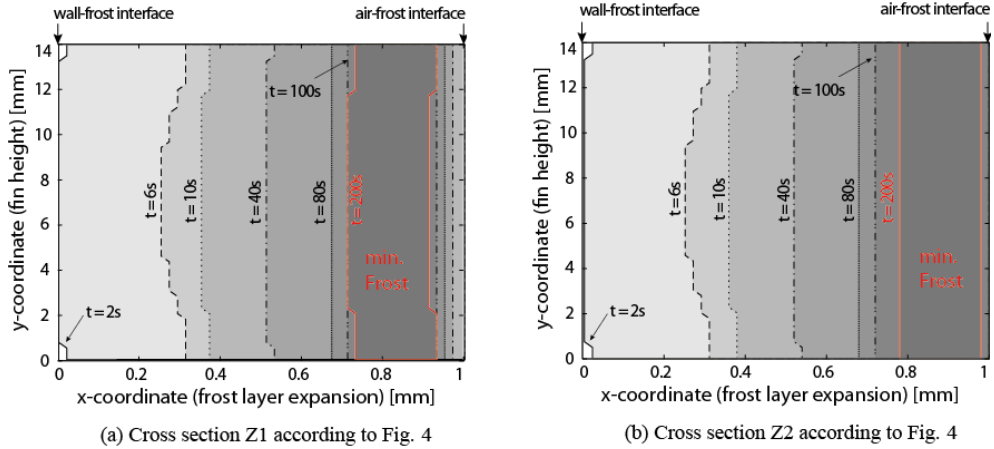 wall-frost interface
air-frost interface
14
12
10
8
6
4
2
0
y-coordinate (fin height) [mm]
t = 100s
t = 6s
t = 10s
t = 40s
t = 80s
t = 200s
min.
Frost
t = 2s
0
0.2
0.4
0.6
0.8
1
x-coordinate (frost layer expansion) [mm]
(a) Cross section Z1 according to Fig. 4
wall-frost interface
air-frost interface
14
12
10
8
6
4
2
0
y-coordinate (fin height) [mm]
t = 100s
t = 6s
t = 10s
t = 40s
t = 80s
t = 200s
min.
Frost
t = 2s
0
0.2
0.4
0.6
0.8
1
x-coordinate (frost layer expansion) [mm]
(b) Cross section Z2 according to Fig. 4